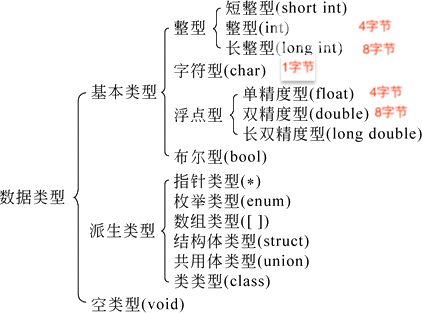 短整型(short int)
整型
整型(int) 4字节
长整型(long int) 8字节
字符型(char) 1字节
基本类型
单精度型(float) 4字节
浮点型
双精度型(double) 8字节
长双精度型(long double)
布尔型(bool)
数据类型
指针类型(*)
枚举类型(enum)
数组类型([ ])
派生类型
结构体类型(struct)
共用体类型(union)
类类型(class)
空类型(void)